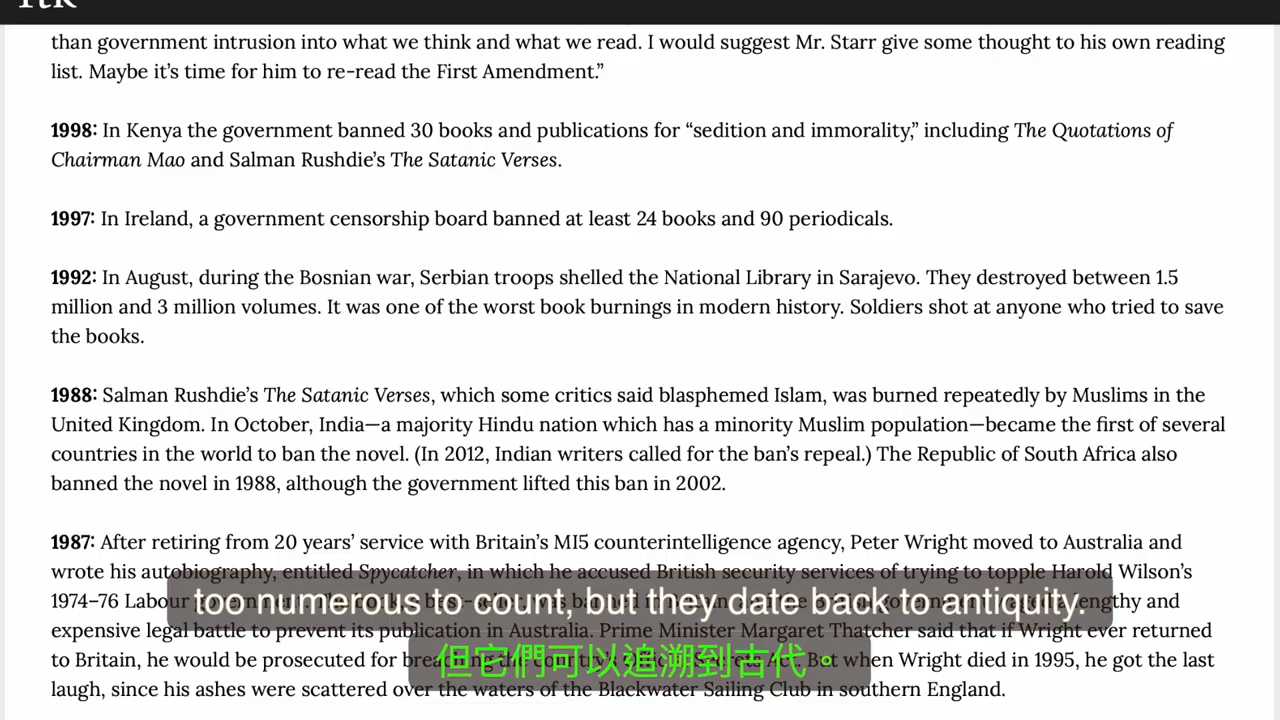 than government intrusion into what we think and what we read. I would suggest Mr. Starr give some thought to his own reading
list. Maybe it’s time for him to re-read the First Amendment.”
1998: In Kenya the government banned 30 books and publications for “sedition and immorality,” including The Quotations of
Chairman Mao and Salman Rushdie’s The Satanic Verses.
1997: In Ireland, a government censorship board banned at least 24 books and 90 periodicals.
1992: In August, during the Bosnian war, Serbian troops shelled the National Library in Sarajevo. They destroyed between 1.5
million and 3 million volumes. It was one of the worst book burnings in modern history. Soldiers shot at anyone who tried to save
the books.
1988: Salman Rushdie’s The Satanic Verses, which some critics said blasphemed Islam, was burned repeatedly by Muslims in the
United Kingdom. In October, India—a majority Hindu nation which has a minority Muslim population—became the first of several
countries in the world to ban the novel. (In 2012, Indian writers called for the ban’s repeal.) The Republic of South Africa also
banned the novel in 1988, although the government lifted this ban in 2002.
1987: After retiring from 20 years’ service with Britain’s MI5 counterintelligence agency, Peter Wright moved to Australia and
wrote his autobiography, entitled Spycatcher, in which he accused British security services of trying to topple Harold Wilson’s
1974–76 Labour lengthy and
too numerous to count, but they date back to antiquity.
expensive legal battle to prevent its publication in Australia. Prime Minister Margaret Thatcher said that if Wright ever returned
to Britain, he would be prosecuted for But when Wright died in 1995, he got the last
但它們可以追溯到古代。
laugh, since his ashes were scattered over the waters of the Blackwater Sailing Club in southern England.